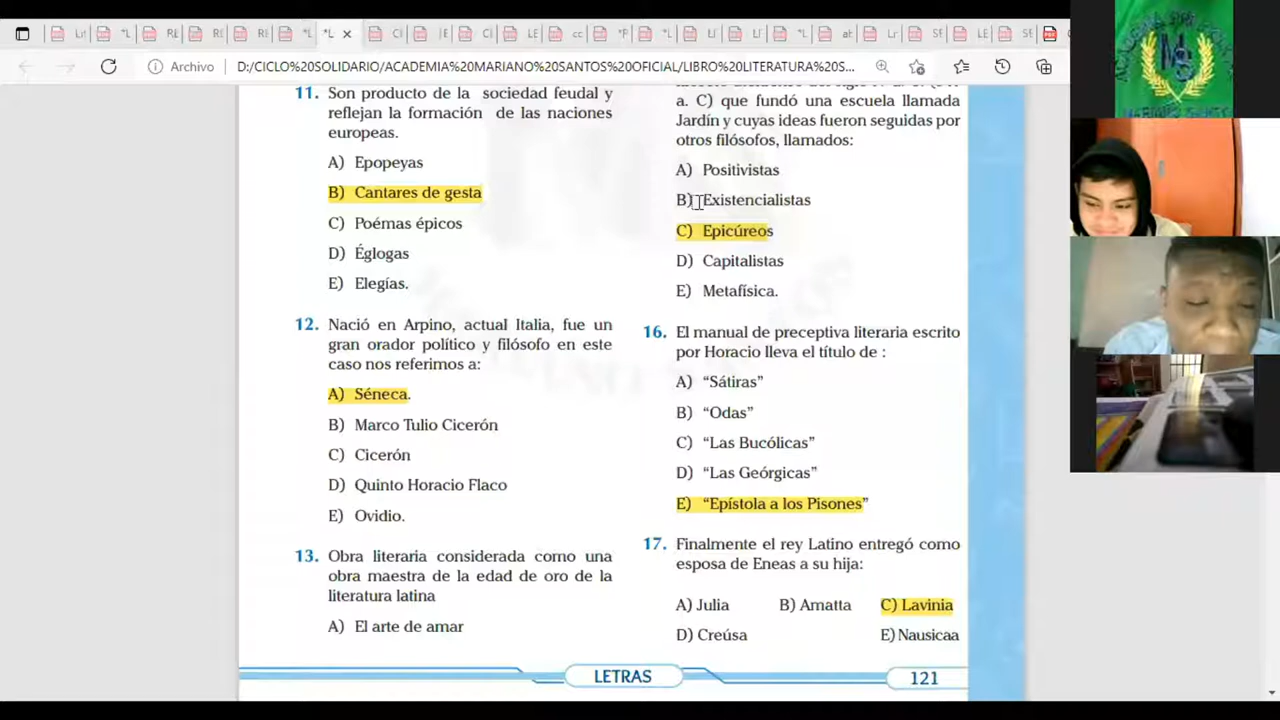 Archivo
D:/CICLO%20SOLIDARIO/ACADEMIA%20MARIANO%20SANTOS%20OFICIAL/LIBRO%20LITERATURA%20S...
11. Son producto de la sociedad feudal y
reflejan la formación de las naciones
europeas.
A) Epopeyas
B) Cantares de gesta
C) Poémas épicos
D) Églogas
E) Elegías.
12. Nació en Arpino, actual Italia, fue un
gran orador político y filósofo en este
caso nos referimos a:
A) Séneca.
B) Marco Tulio Cicerón
C) Cicerón
D) Quinto Horacio Flaco
E) Ovidio.
13. Obra literaria considerada como una
obra maestra de la edad de oro de la
literatura latina
A) El arte de amar
a. C) que fundó una escuela llamada
Jardín y cuyas ideas fueron seguidas por
otros filósofos, llamados:
A) Positivistas
B) Existencialistas
C) Epicúreos
D) Capitalistas
E) Metafísica.
16. El manual de preceptiva literaria escrito
por Horacio lleva el título de :
A) “Sátiras”
B) “Odas”
C) “Las Bucólicas”
D) “Las Geórgicas”
E) “Epístola a los Pisones”
17. Finalmente el rey Latino entregó como
esposa de Eneas a su hija:
A) Julia B) Amatta C) Lavinia
D) Creúsa E) Nausicaa
LETRAS
121